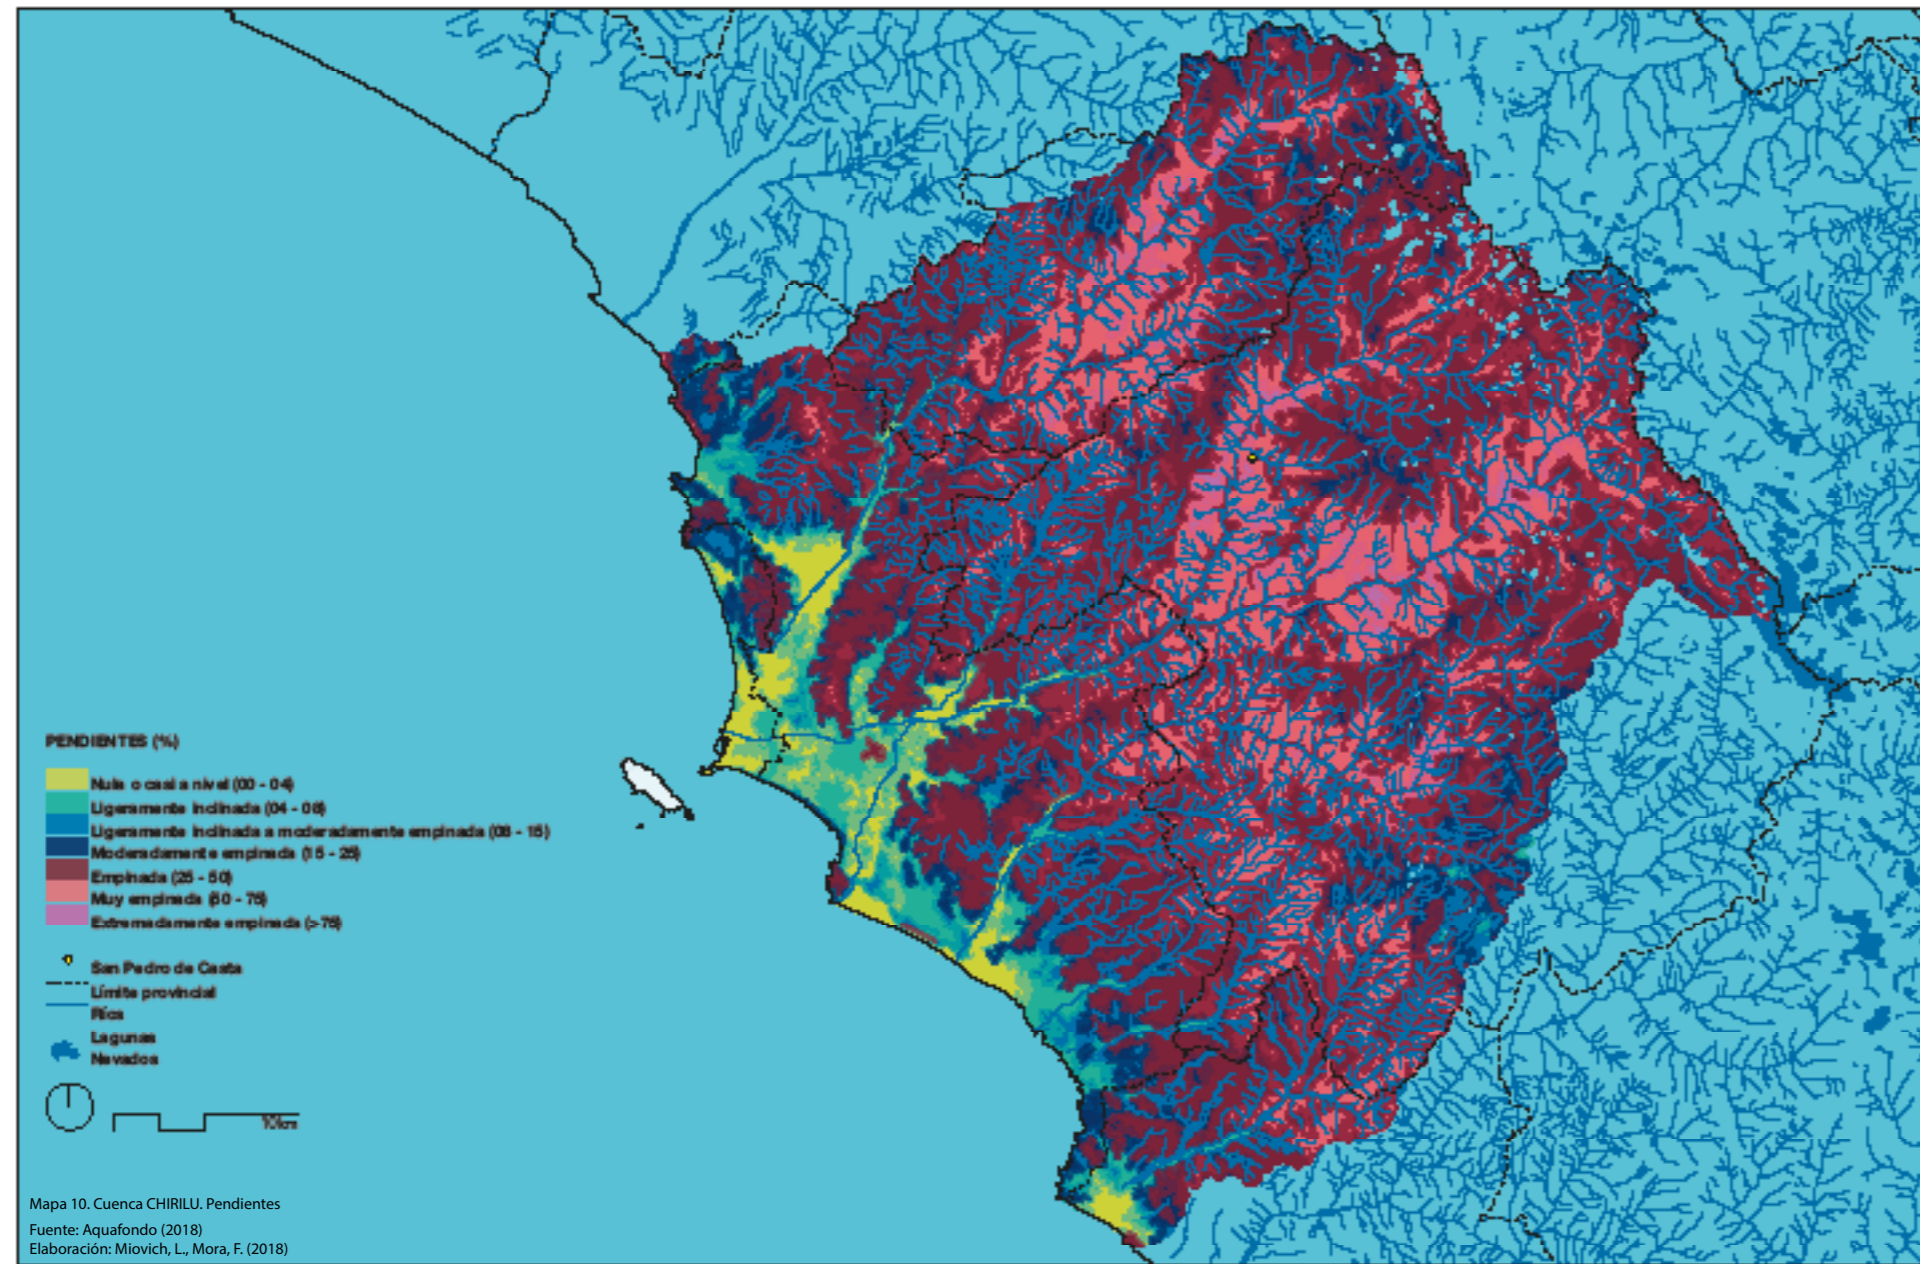 PENDIENTES (%)
Nula o casi a nivel (00 - 04)
Ligeramente inclinada (04 - 08)
Ligeramente inclinada a moderadamente empinada (08 - 15)
Moderadamente empinada (15 - 25)
Empinada (25 - 50)
Muy empinada (50 - 75)
Extremadamente empinada (>75)
San Pedro de Casta
Límite provincial
Ríos
Lagunas
Nevados
10km
Mapa 10. Cuenca CHIRILU. Pendientes
Fuente: Aquafondo (2018)
Elaboración: Miovich, L., Mora, F. (2018)